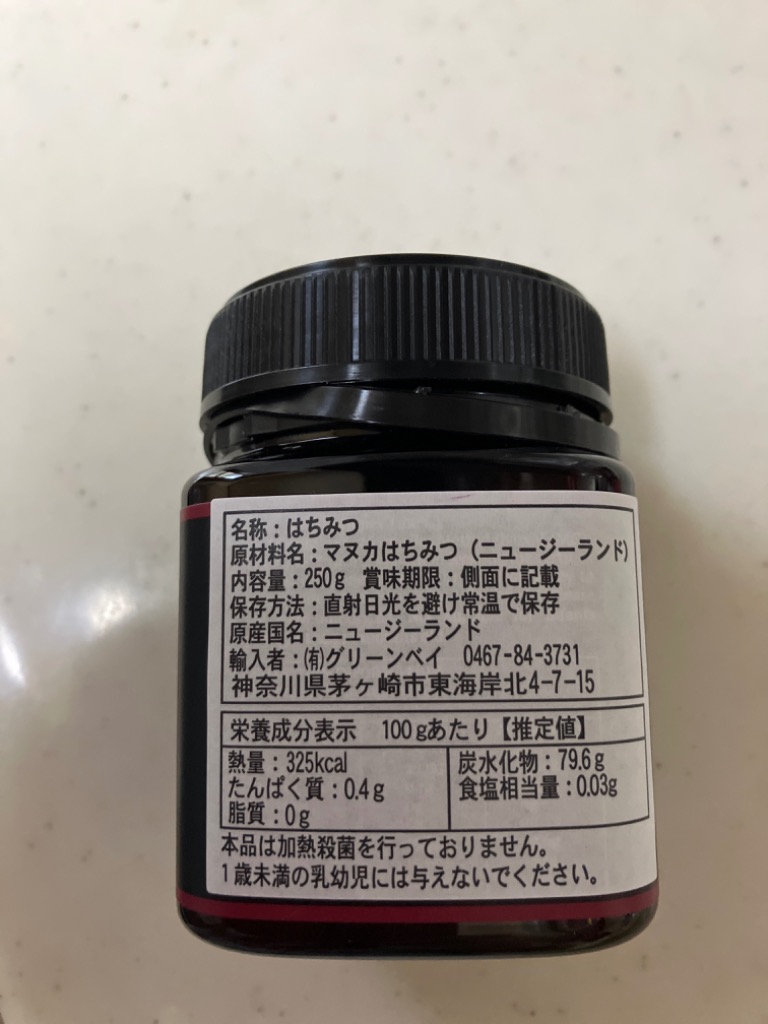 名称：はちみつ
原材料名：マヌカはちみつ（ニュージーランド）
内容量：250g　賞味期限：側面に記載
保存方法：直射日光を避け常温で保存
原産国名：ニュージーランド
輸入者：㈲グリーンベイ　0467-84-3731
神奈川県茅ヶ崎市東海岸北4-7-15
栄養成分表示　100gあたり【推定値】
熱量：325kcal　炭水化物：79.6g
たんぱく質：0.4g　食塩相当量：0.03g
脂質：0g
本品は加熱殺菌を行っておりません。
1歳未満の乳幼児には与えないでください。